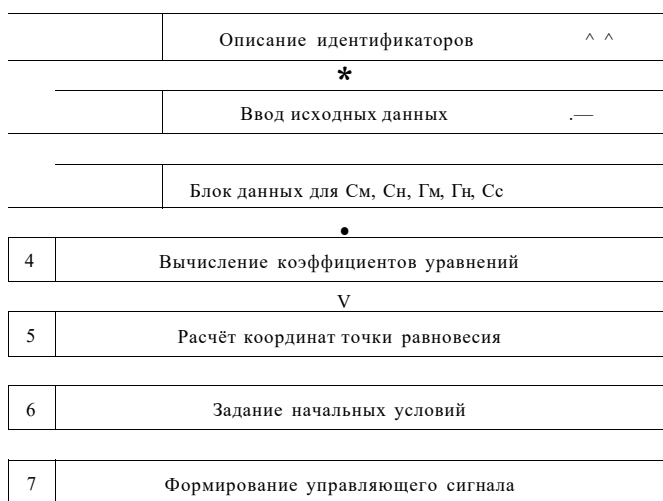 Описание идентификаторов ^ ^
*
Ввод исходных данных .—
Блок данных для См, Сн, Гм, Гн, Сс
•
4 Вычисление коэффициентов уравнений
V
5 Расчёт координат точки равновесия
6 Задание начальных условий
7 Формирование управляющего сигнала